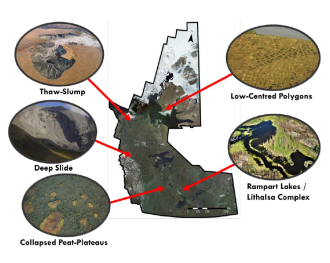 Thaw-Slump
Low-Centred Polygons
Deep Slide
Rampart Lakes /
Lithalsa Complex
Collapsed Peat-Plateaus